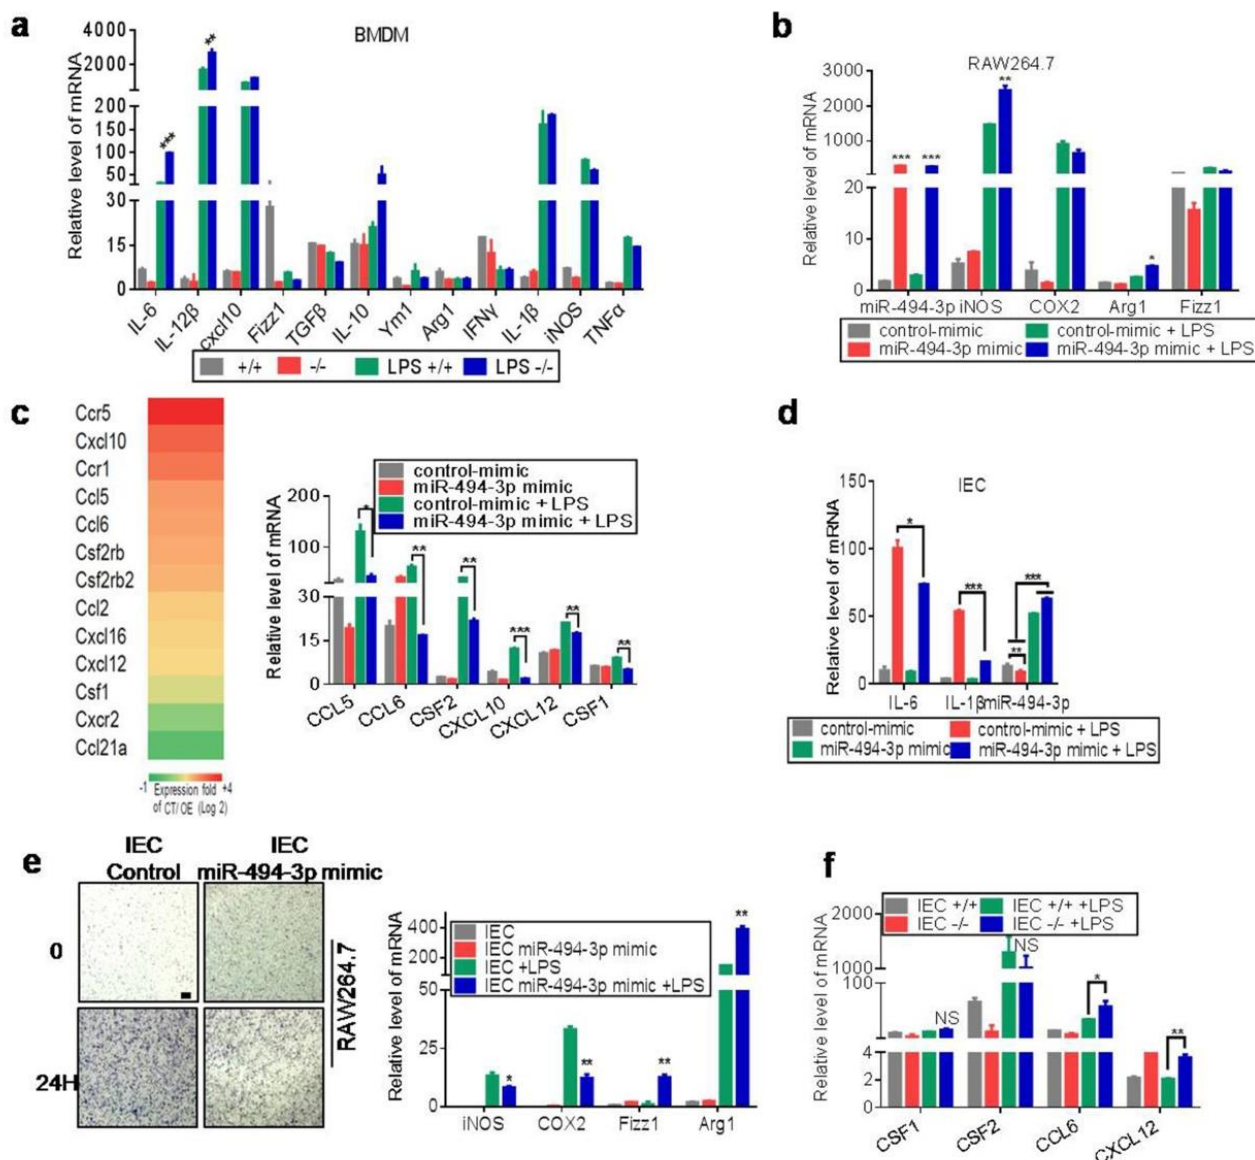 a
BMDM
Relative level of mRNA
4000
2000
200
150
100
50
30
15
0
***
**
IL-6
IL-12β
cxcl10
Fizz1
TGFβ
IL-10
Ym1
Arg1
IFNγ
IL-1β
iNOS
TNFα
+/+
-/-
LPS +/+
LPS -/-
b
RAW264.7
Relative level of mRNA
3000
2000
1000
20
10
0
***
***
**
*
miR-494-3p
iNOS
COX2
Arg1
Fizz1
control-mimic
control-mimic + LPS
miR-494-3p mimic
miR-494-3p mimic + LPS
c
Ccr5
Cxcl10
Ccr1
Ccl5
Ccl6
Csf2rb
Csf2rb2
Ccl2
Cxcl16
Cxcl12
Csf1
Cxcr2
Ccl21a
-1 Expression fold +4
of CT/OE (Log 2)
control-mimic
miR-494-3p mimic
control-mimic + LPS
miR-494-3p mimic + LPS
Relative level of mRNA
200
100
30
15
0
*
**
**
***
**
**
CCL5
CCL6
CSF2
CXCL10
CXCL12
CSF1
d
IEC
Relative level of mRNA
150
100
50
0
*
***
**
***
IL-6
IL-1β
miR-494-3p
control-mimic
control-mimic + LPS
miR-494-3p mimic
miR-494-3p mimic + LPS
e
IEC
Control
IEC
miR-494-3p mimic
0
24H
RAW264.7
IEC
IEC miR-494-3p mimic
IEC +LPS
IEC miR-494-3p mimic +LPS
Relative level of mRNA
400
200
50
25
0
*
**
**
**
iNOS
COX2
Fizz1
Arg1
f
IEC +/+
IEC +/+ +LPS
IEC -/-
IEC -/- +LPS
Relative level of mRNA
2000
1000
100
4
2
0
NS
NS
*
**
CSF1
CSF2
CCL6
CXCL12